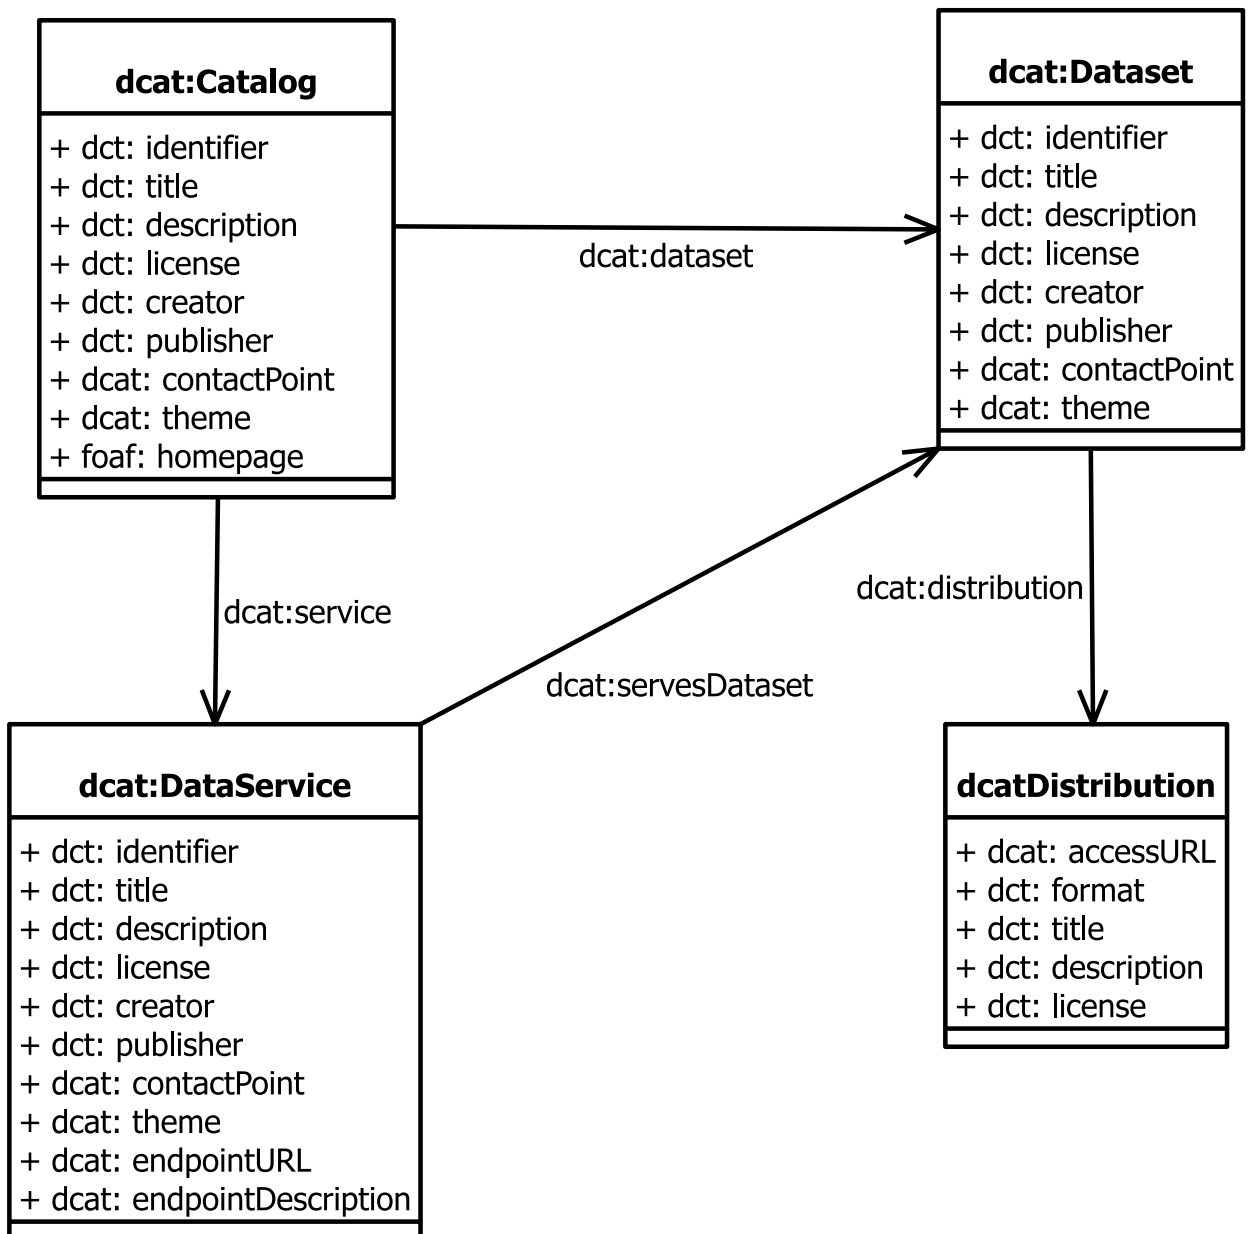 dcat:Catalog
+ dct: identifier
+ dct: title
+ dct: description
+ dct: license
+ dct: creator
+ dct: publisher
+ dcat: contactPoint
+ dcat: theme
+ foaf: homepage
dcat:dataset
dcat:Dataset
+ dct: identifier
+ dct: title
+ dct: description
+ dct: license
+ dct: creator
+ dct: publisher
+ dcat: contactPoint
+ dcat: theme
dcat:service
dcat:servesDataset
dcat:distribution
dcat:DataService
+ dct: identifier
+ dct: title
+ dct: description
+ dct: license
+ dct: creator
+ dct: publisher
+ dcat: contactPoint
+ dcat: theme
+ dcat: endpointURL
+ dcat: endpointDescription
dcatDistribution
+ dcat: accessURL
+ dct: format
+ dct: title
+ dct: description
+ dct: license